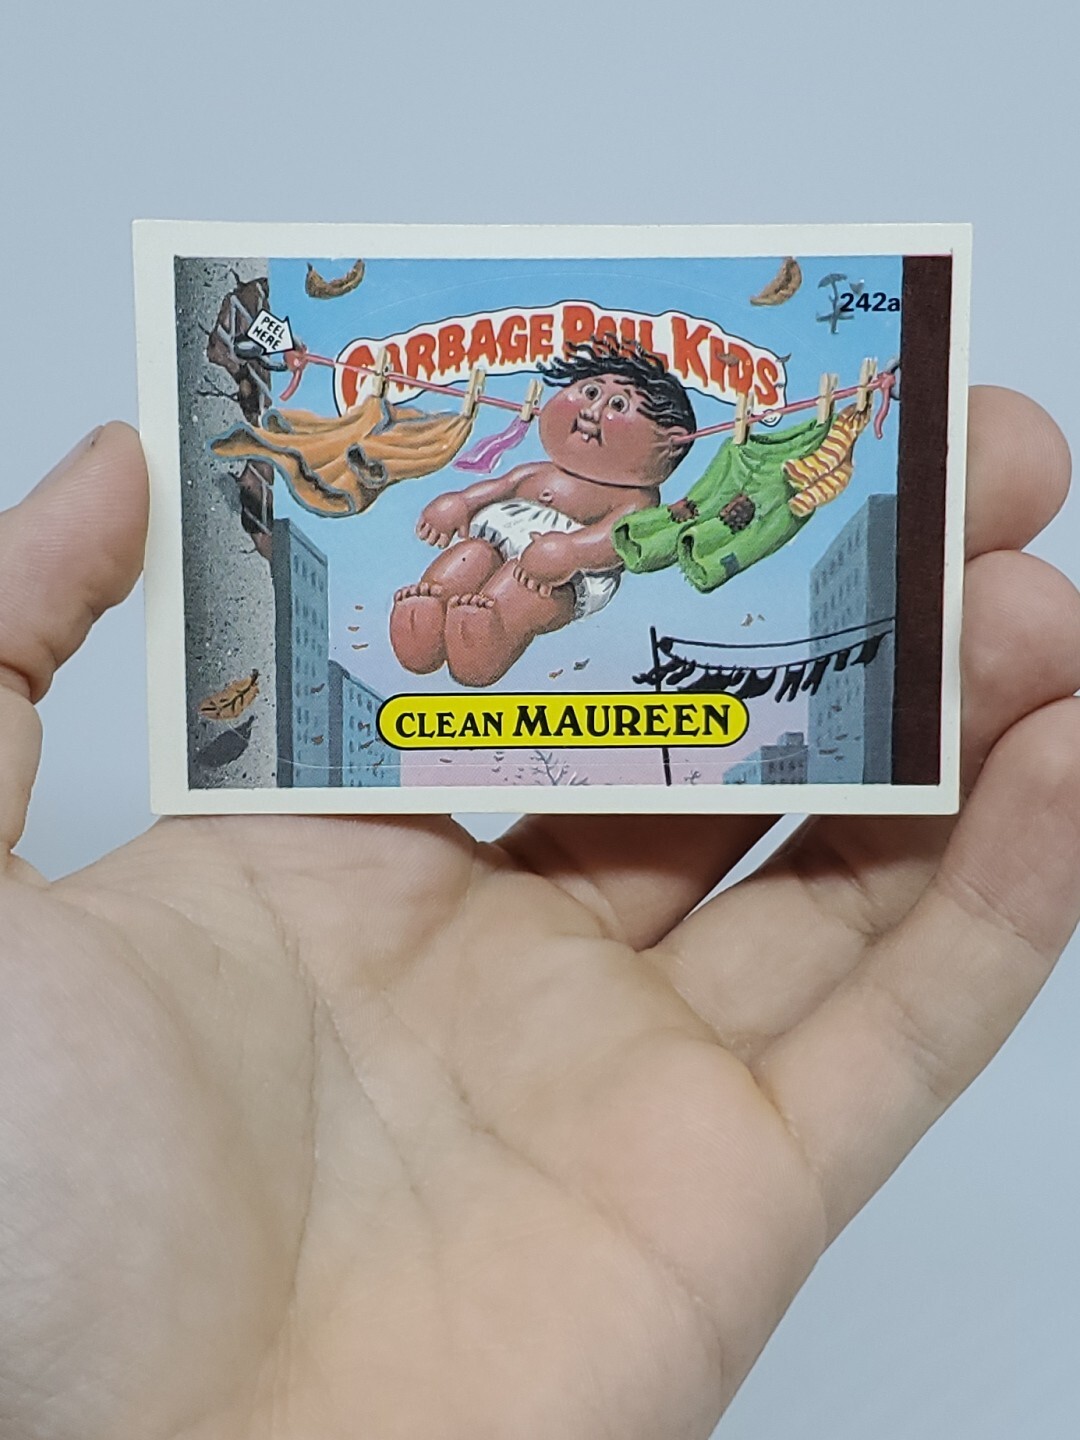 242a
PEEL
HERE
GARBAGE PAIL KIDS
CLEAN MAUREEN